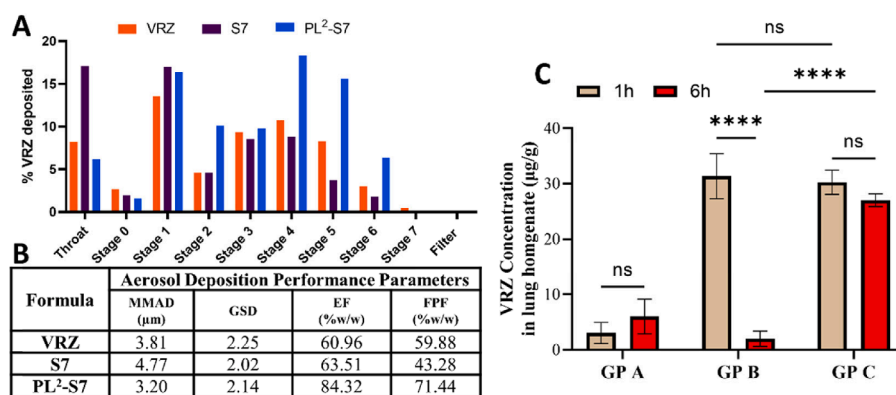 A
VRZ S7 PL²-S7
% VRZ deposited
20
15
10
5
0
Throat Stage 0 Stage 1 Stage 2 Stage 3 Stage 4 Stage 5 Stage 6 Stage 7 Filter
B
Formula
Aerosol Deposition Performance Parameters
MMAD (μm) GSD EF (%w/w) FPF (%w/w)
VRZ 3.81 2.25 60.96 59.88
S7 4.77 2.02 63.51 43.28
PL²-S7 3.20 2.14 84.32 71.44
C
1h 6h
ns
****
****
ns
ns
VRZ Concentration
in lung homogenate (μg/g)
50
40
30
20
10
0
GP A GP B GP C